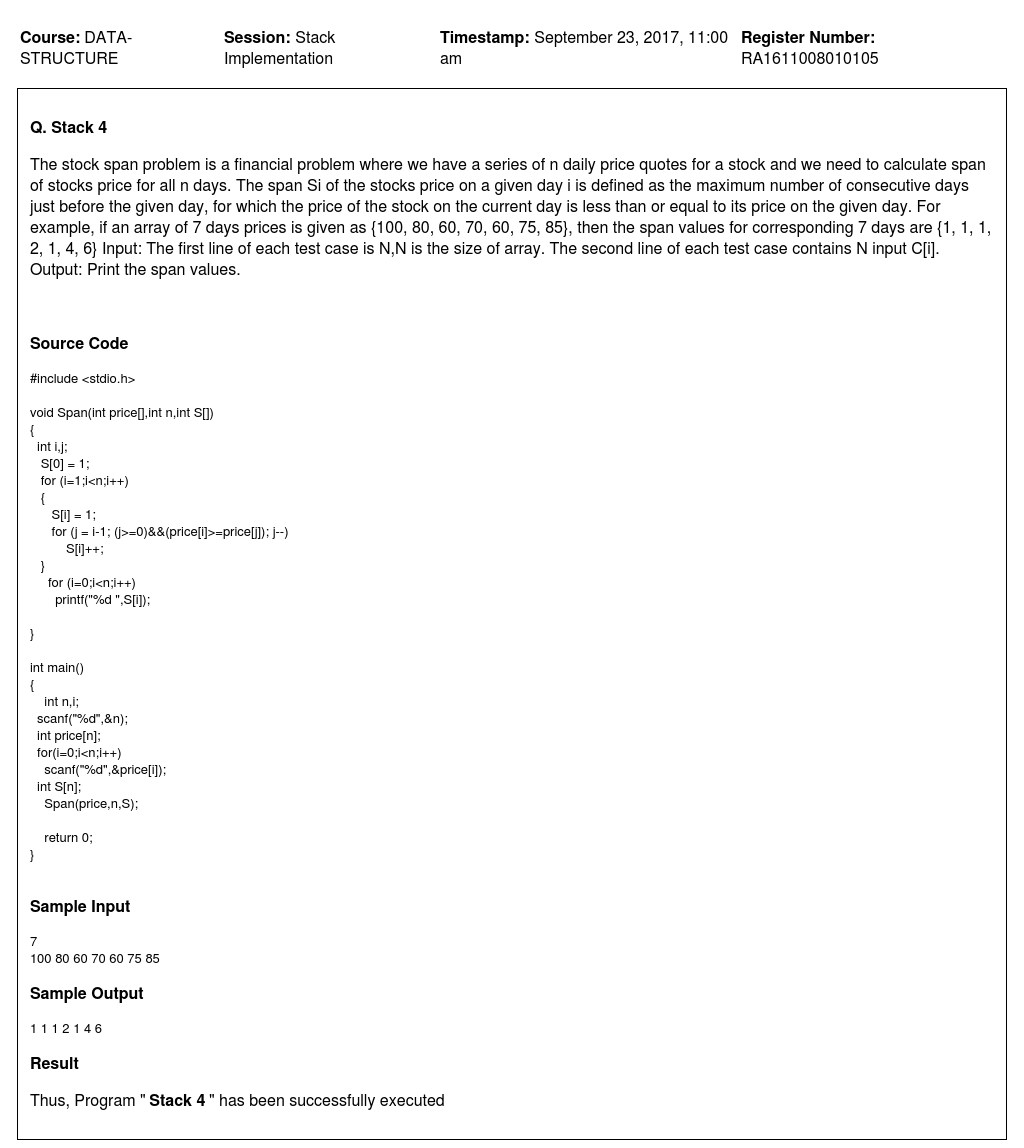 Course: DATA-STRUCTURE
Session: Stack Implementation
Timestamp: September 23, 2017, 11:00 am
Register Number: RA1611008010105
Q. Stack 4
The stock span problem is a financial problem where we have a series of n daily price quotes for a stock and we need to calculate span
of stocks price for all n days. The span Si of the stocks price on a given day i is defined as the maximum number of consecutive days
just before the given day, for which the price of the stock on the current day is less than or equal to its price on the given day. For
example, if an array of 7 days prices is given as {100, 80, 60, 70, 60, 75, 85}, then the span values for corresponding 7 days are {1, 1, 1,
2, 1, 4, 6} Input: The first line of each test case is N,N is the size of array. The second line of each test case contains N input C[i].
Output: Print the span values.
Source Code
#include <stdio.h>
void Span(int price[],int n,int S[])
{
int i,j;
S[0] = 1;
for (i=1;i<n;i++)
{
S[i] = 1;
for (j = i-1; (j>=0)&&(price[i]>=price[j]); j--)
S[i]++;
}
for (i=0;i<n;i++)
printf("%d ",S[i]);
}
int main()
{
int n,i;
scanf("%d",&n);
int price[n];
for(i=0;i<n;i++)
scanf("%d",&price[i]);
int S[n];
Span(price,n,S);
return 0;
}
Sample Input
7
100 80 60 70 60 75 85
Sample Output
1 1 1 2 1 4 6
Result
Thus, Program " Stack 4 " has been successfully executed